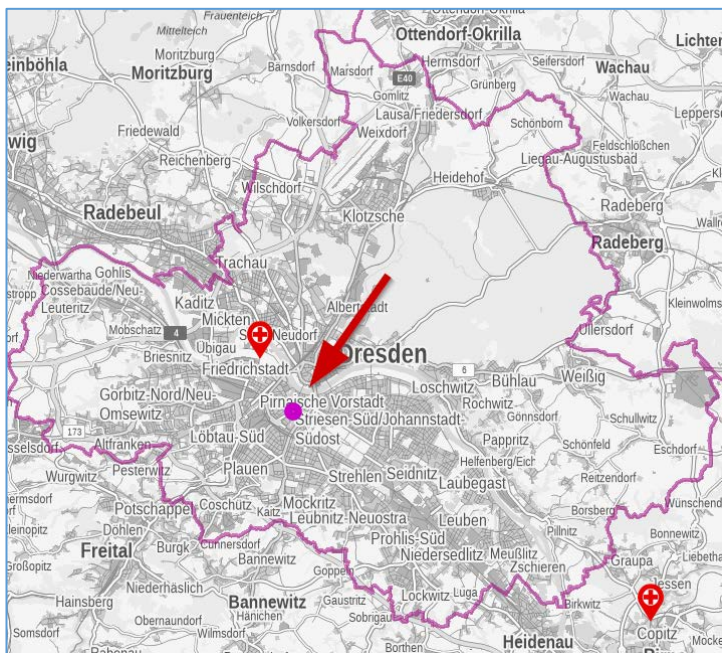 Frauenteich
Mittelteich
Ottendorf-Okrilla
Lichter
einböhla
Moritzburg
Bärnsdorf
Marsdorf
Hermsdorf
Seifersdorf
Wachau
E40
Grünberg
Gomlitz
Wachau
Moritzburg
Lausa/Friedersdorf
Leppers
Volkersdorf
Weixdorf
Schönborn
Friedewald
Feldschlößchen
wig
Reichenberg
Liegau-Augustusbad
Wilschdorf
Heidehof
Radeberg
Klotzsche
Wallr
Radebeul
Radeberg
Trachau
Niederwartha
Gohlis
stropp
Cossebaude/Neu-
Leuteritz
Kaditz
Albertstadt
Kleinwolms
Mickten
Mobschatz
4
Neudorf
Ullersdorf
Übigau
Briesnitz
Dresden
Friedrichstadt
6
Bühlau
Weißig
Loschwitz
Gorbitz-Nord/Neu-
Omsewitz
Pirnaische Vorstadt
Rochwitz
Striesen-Süd/Johannstadt-
Südost
Gönnsdorf
Schullwitz
173
Altfranken
Löbtau-Süd
Pappritz
Schönfeld
Eschdorf
sselsdorf
Pesterwitz
Plauen
Strehlen
Seidnitz
Helfenberg/Eich
Wurgwitz
Laubegast
Reitzendorf
Mockritz
Wünschend
ermsdorf
Potschappel
Coschütz
Kaitz
Leubnitz-Neuostra
Borsberg
leinopitz
Döhlen
Leuben
Pillnitz
Bonnewitz
Cunnersdorf
Prohlis-Süd
Freital
Burgk
Bannewitz
Niedersedlitz
Meußlitz
Graupa
Liebetha
Großopitz
Goppeln
Zschieren
Jessen
Niederhäslich
Hainsberg
Bannewitz
Gaustritz
Lockwitz
Luga
Birkwitz
Obernaundorf
Hänichen
Sobrigau
Copitz
Somsdorf
Wilmsdorf
Heidenau
Mocke
Rabenau
Borthen